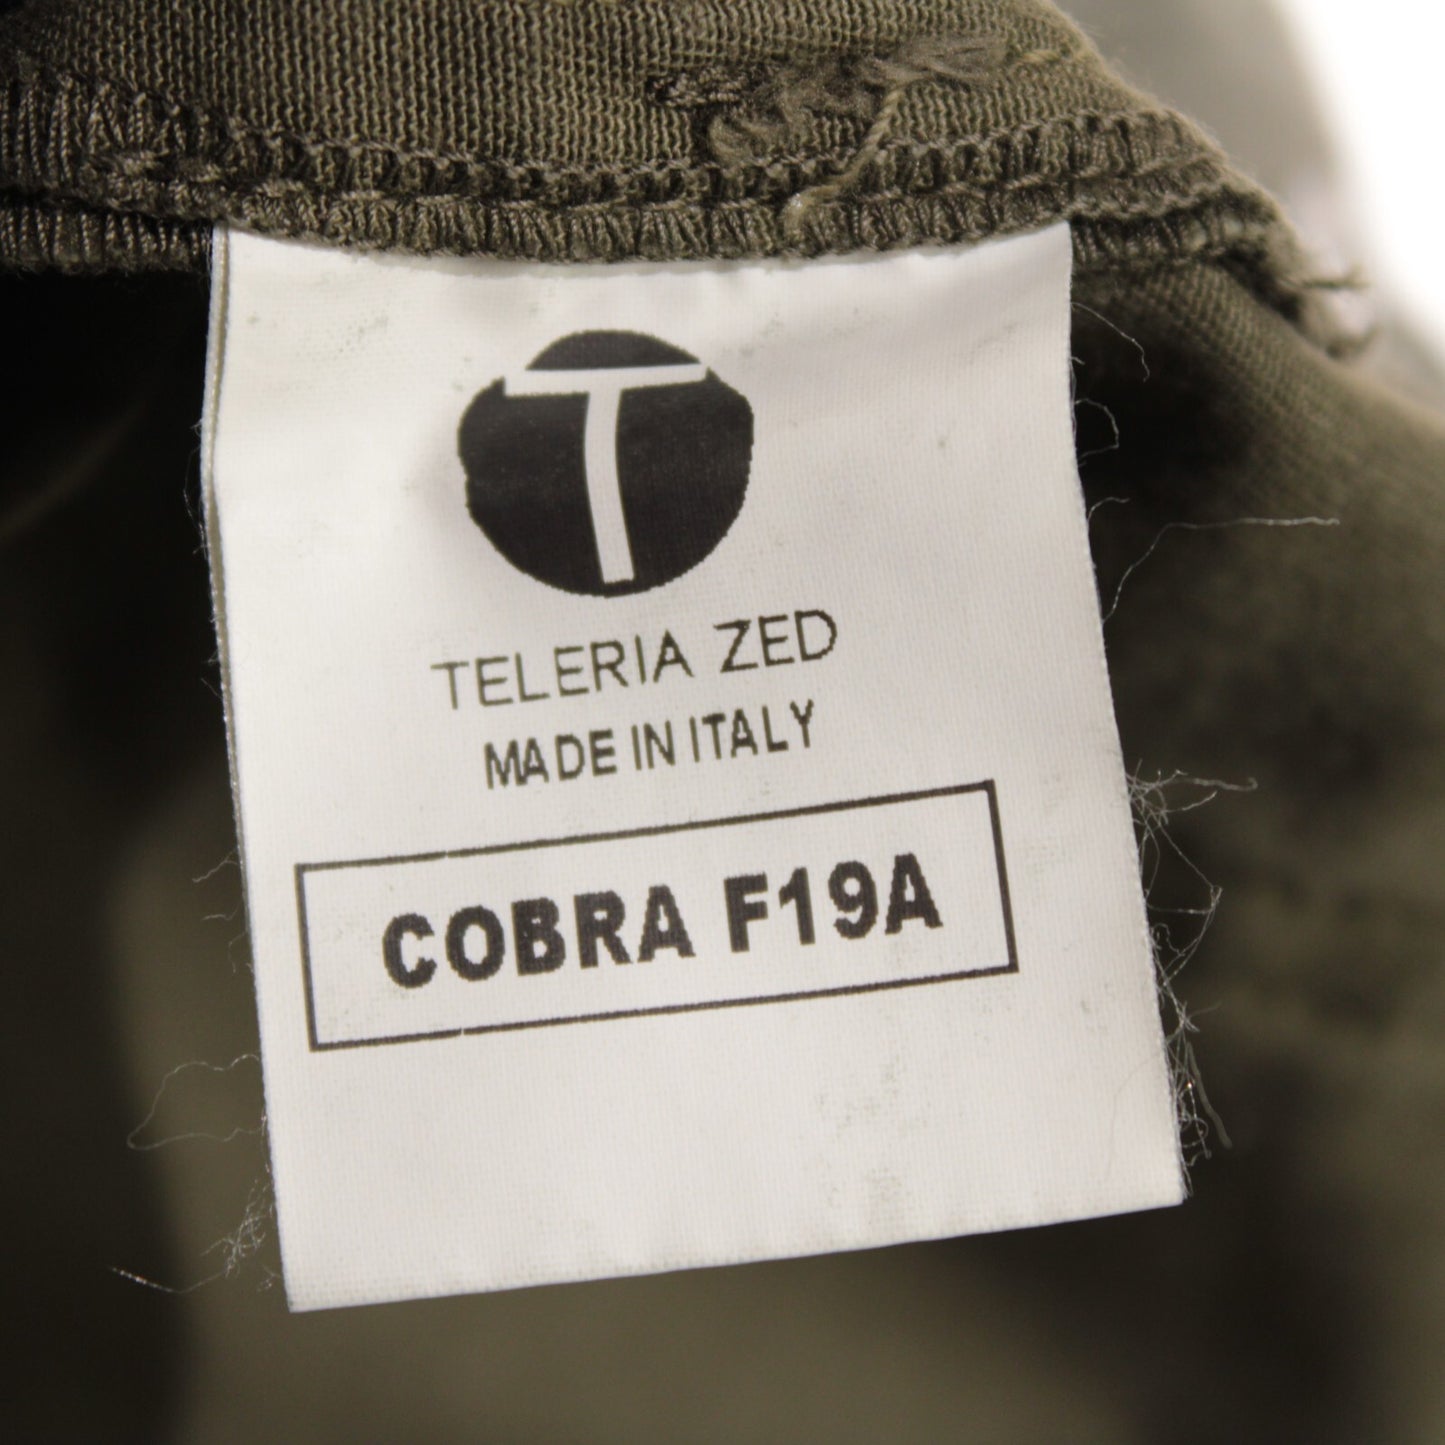 T
TELERIA ZED
MADE IN ITALY
COBRA F19A